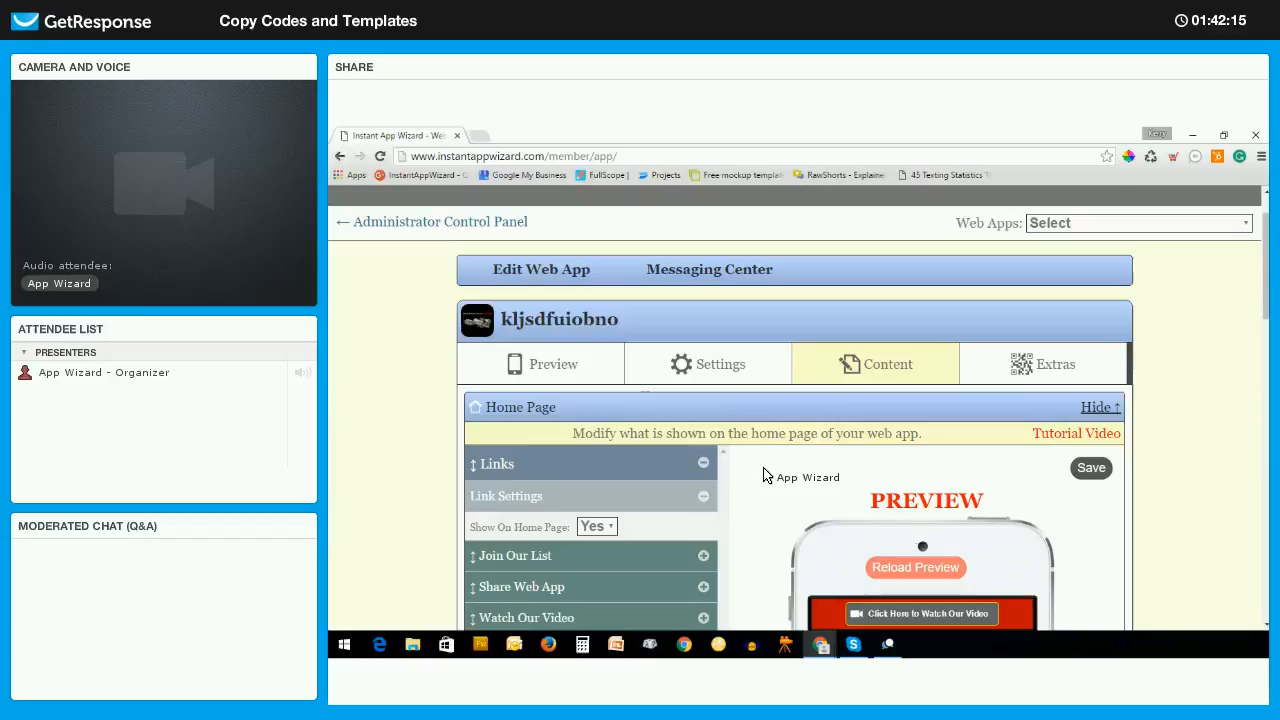 GetResponse
Copy Codes and Templates
01:42:15
CAMERA AND VOICE
Audio attendee:
App Wizard
ATTENDEE LIST
PRESENTERS
App Wizard - Organizer
MODERATED CHAT (Q&A)
SHARE
Instant App Wizard - We
Kerry
www.instantappwizard.com/member/app/
Apps
InstantAppWizard - G
Google My Business
FullScope |
Projects
Free mockup templat
RawShorts - Explaine
45 Texting Statistics T
← Administrator Control Panel
Web Apps:
Select
Edit Web App
Messaging Center
kljsdfuiobno
Preview
Settings
Content
Extras
Home Page
Hide ↑
Modify what is shown on the home page of your web app.
Tutorial Video
↕ Links
Link Settings
Show On Home Page:
Yes
↕ Join Our List
↕ Share Web App
↕ Watch Our Video
App Wizard
Save
PREVIEW
Reload Preview
Click Here to Watch Our Video